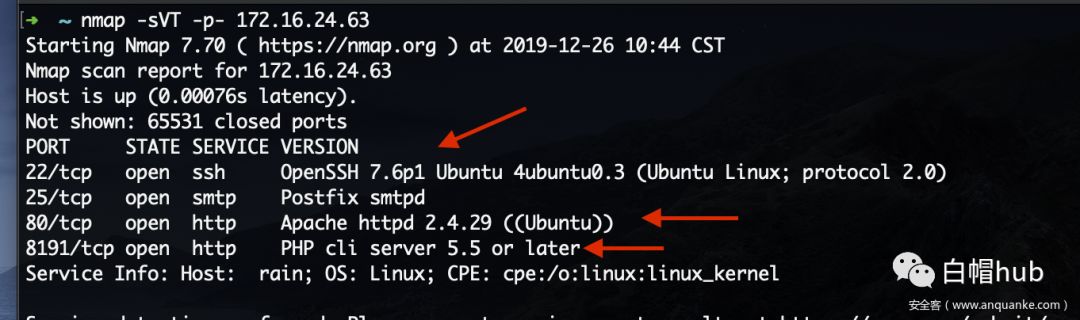 ➜ ~ nmap -sVT -p- 172.16.24.63
Starting Nmap 7.70 ( https://nmap.org ) at 2019-12-26 10:44 CST
Nmap scan report for 172.16.24.63
Host is up (0.00076s latency).
Not shown: 65531 closed ports
PORT STATE SERVICE VERSION
22/tcp open ssh OpenSSH 7.6p1 Ubuntu 4ubuntu0.3 (Ubuntu Linux; protocol 2.0)
25/tcp open smtp Postfix smtpd
80/tcp open http Apache httpd 2.4.29 ((Ubuntu))
8191/tcp open http PHP cli server 5.5 or later
Service Info: Host: rain; OS: Linux; CPE: cpe:/o:linux:linux_kernel
白帽hub
安全客（www.anquanke.com）